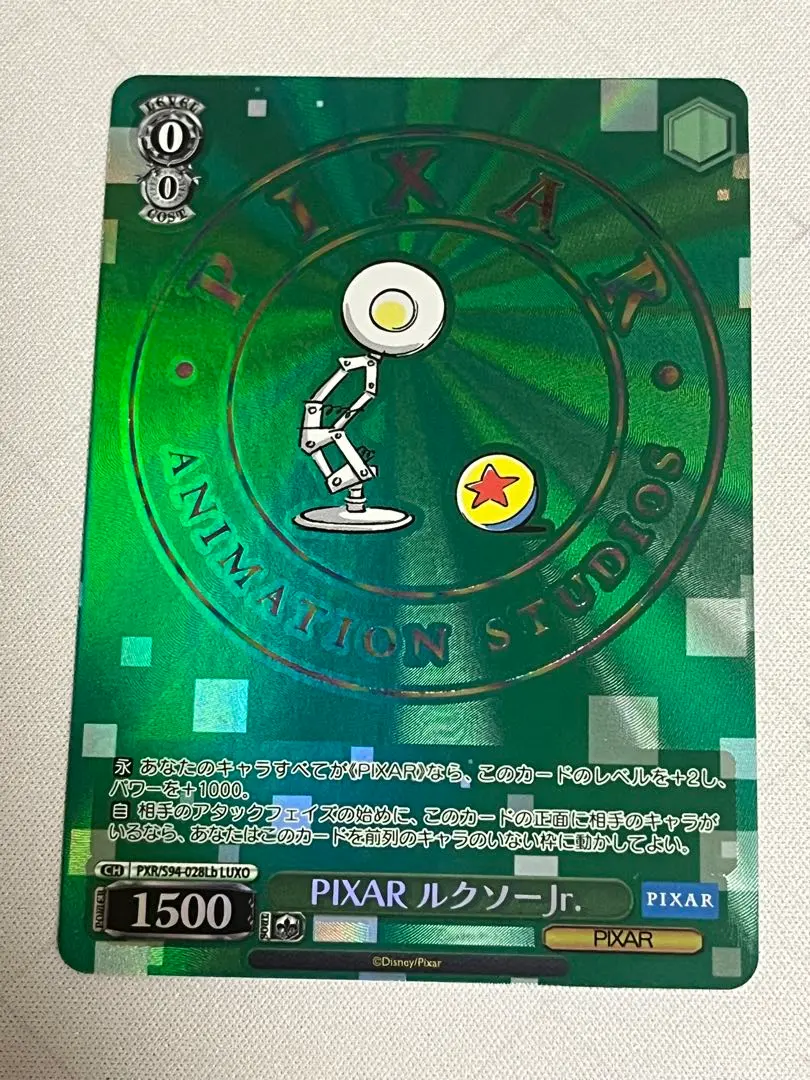 LEVEL
0
0
COST
PIXAR
ANIMATION STUDIOS
永 あなたのキャラすべてが《PIXAR》なら、このカードのレベルを+2し、
パワーを+1000。
自 相手のアタックフェイズの始めに、このカードの正面に相手のキャラが
いるなら、あなたはこのカードを前列のキャラのいない枠に動かしてよい。
CH PXR/S94-028Lb LUXO
POWER 1500
SOUL
PIXAR ルクソーJr.
PIXAR
PIXAR
©Disney/Pixar